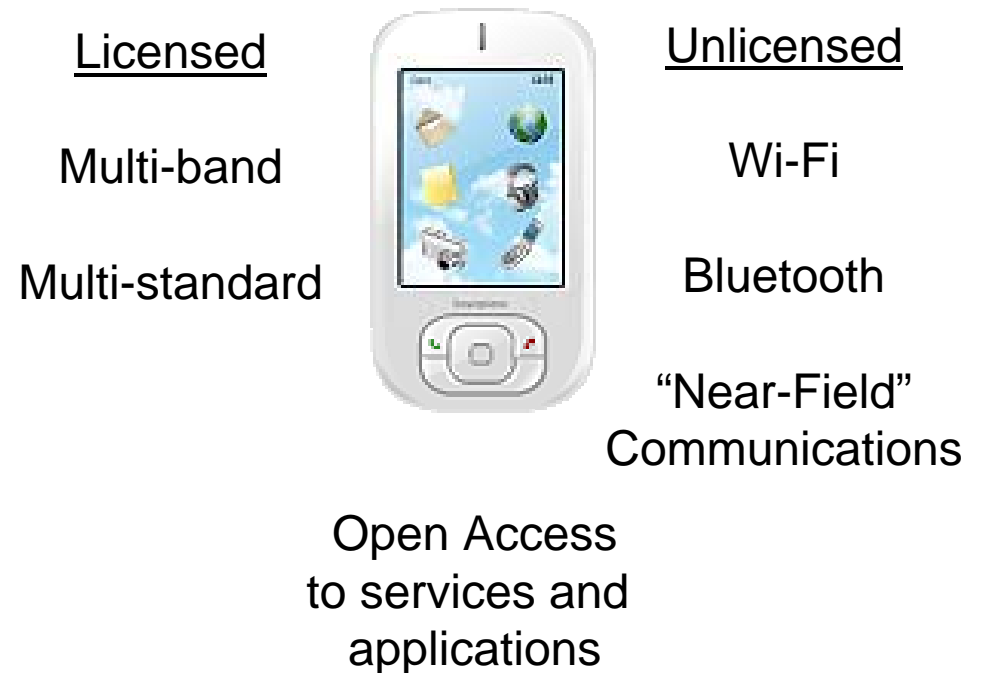 Licensed
Multi-band
Multi-standard
Unlicensed
Wi-Fi
Bluetooth
“Near-Field”
Communications
Open Access
to services and
applications